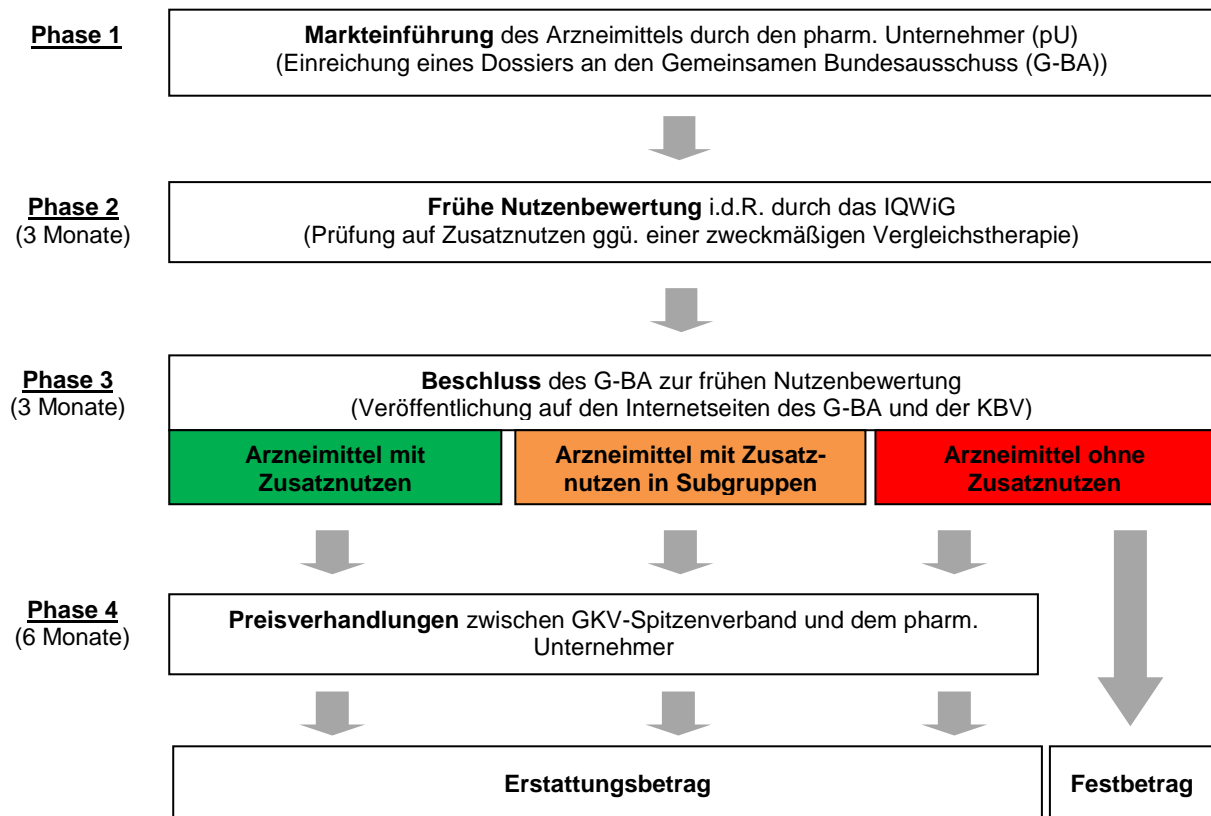 Phase 1
Markteinführung des Arzneimittels durch den pharm. Unternehmer (pU)
(Einreichung eines Dossiers an den Gemeinsamen Bundesausschuss (G-BA))
Phase 2
(3 Monate)
Frühe Nutzenbewertung i.d.R. durch das IQWiG
(Prüfung auf Zusatznutzen ggü. einer zweckmäßigen Vergleichstherapie)
Phase 3
(3 Monate)
Beschluss des G-BA zur frühen Nutzenbewertung
(Veröffentlichung auf den Internetseiten des G-BA und der KBV)
Arzneimittel mit
Zusatznutzen
Arzneimittel mit Zusatz-
nutzen in Subgruppen
Arzneimittel ohne
Zusatznutzen
Phase 4
(6 Monate)
Preisverhandlungen zwischen GKV-Spitzenverband und dem pharm.
Unternehmer
Erstattungsbetrag
Festbetrag